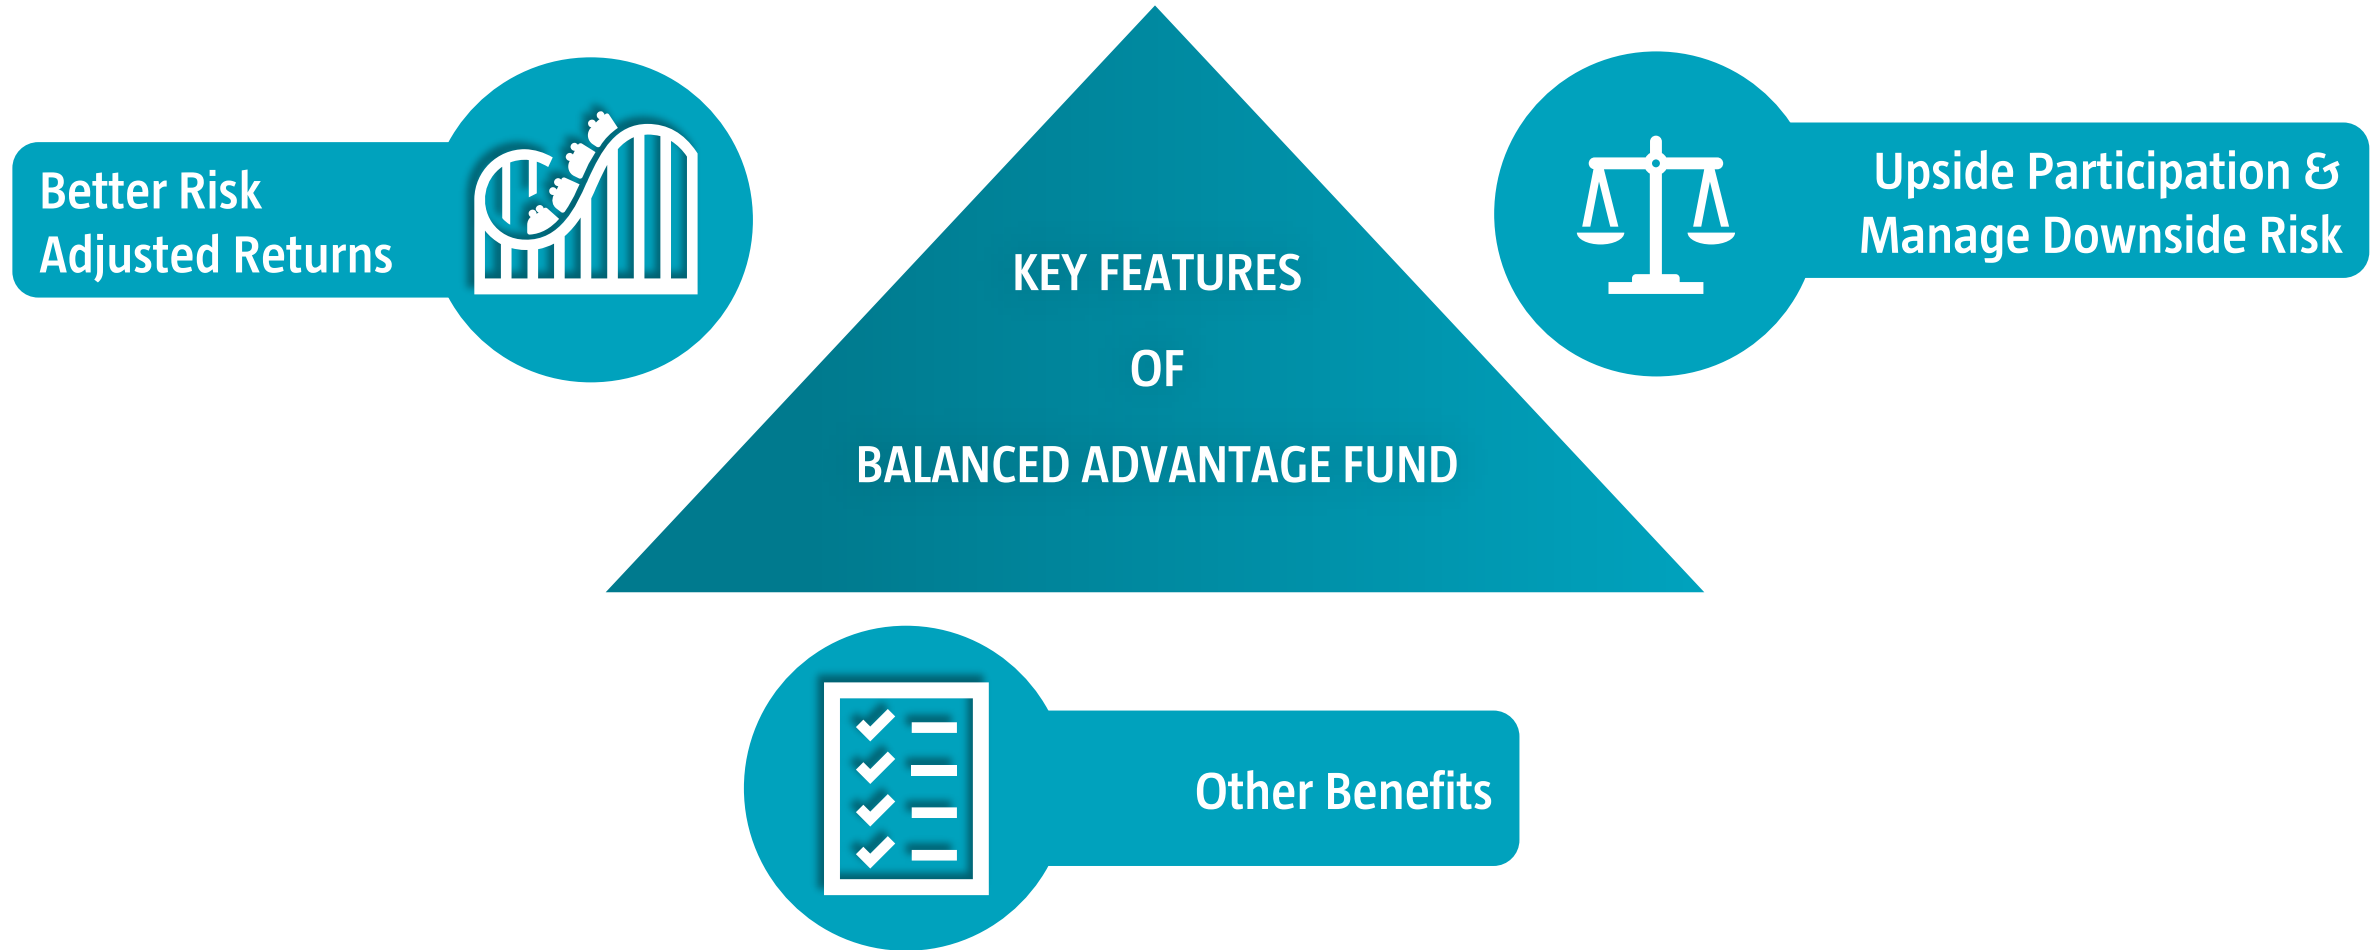 Better Risk
Adjusted Returns
KEY FEATURES
OF
BALANCED ADVANTAGE FUND
Upside Participation &
Manage Downside Risk
Other Benefits